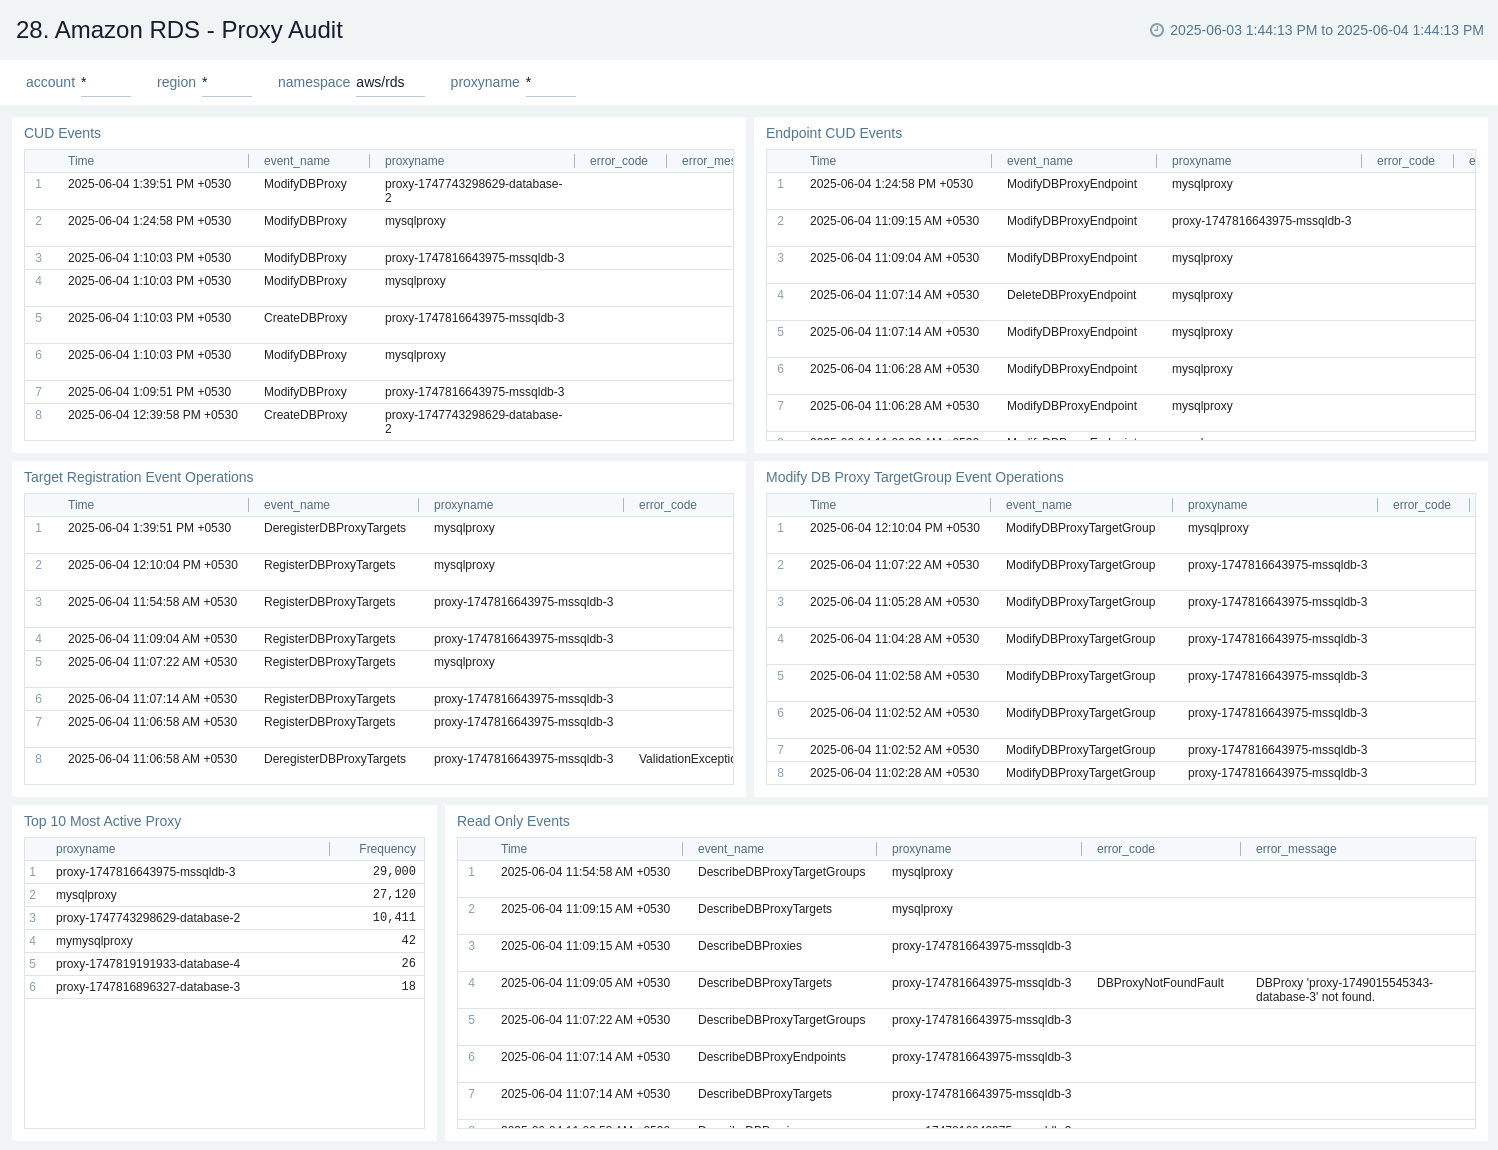 28. Amazon RDS - Proxy Audit
2025-06-03 1:44:13 PM to 2025-06-04 1:44:13 PM
account *
region *
namespace aws/rds
proxyname *
CUD Events
Time event_name proxyname error_code error_mes
1 2025-06-04 1:39:51 PM +0530 ModifyDBProxy proxy-1747743298629-database-
2
2 2025-06-04 1:24:58 PM +0530 ModifyDBProxy mysqlproxy
3 2025-06-04 1:10:03 PM +0530 ModifyDBProxy proxy-1747816643975-mssqldb-3
4 2025-06-04 1:10:03 PM +0530 ModifyDBProxy mysqlproxy
5 2025-06-04 1:10:03 PM +0530 CreateDBProxy proxy-1747816643975-mssqldb-3
6 2025-06-04 1:10:03 PM +0530 ModifyDBProxy mysqlproxy
7 2025-06-04 1:09:51 PM +0530 ModifyDBProxy proxy-1747816643975-mssqldb-3
8 2025-06-04 12:39:58 PM +0530 CreateDBProxy proxy-1747743298629-database-
2
Endpoint CUD Events
Time event_name proxyname error_code e
1 2025-06-04 1:24:58 PM +0530 ModifyDBProxyEndpoint mysqlproxy
2 2025-06-04 11:09:15 AM +0530 ModifyDBProxyEndpoint proxy-1747816643975-mssqldb-3
3 2025-06-04 11:09:04 AM +0530 ModifyDBProxyEndpoint mysqlproxy
4 2025-06-04 11:07:14 AM +0530 DeleteDBProxyEndpoint mysqlproxy
5 2025-06-04 11:07:14 AM +0530 ModifyDBProxyEndpoint mysqlproxy
6 2025-06-04 11:06:28 AM +0530 ModifyDBProxyEndpoint mysqlproxy
7 2025-06-04 11:06:28 AM +0530 ModifyDBProxyEndpoint mysqlproxy
Target Registration Event Operations
Time event_name proxyname error_code
1 2025-06-04 1:39:51 PM +0530 DeregisterDBProxyTargets mysqlproxy
2 2025-06-04 12:10:04 PM +0530 RegisterDBProxyTargets mysqlproxy
3 2025-06-04 11:54:58 AM +0530 RegisterDBProxyTargets proxy-1747816643975-mssqldb-3
4 2025-06-04 11:09:04 AM +0530 RegisterDBProxyTargets proxy-1747816643975-mssqldb-3
5 2025-06-04 11:07:22 AM +0530 RegisterDBProxyTargets mysqlproxy
6 2025-06-04 11:07:14 AM +0530 RegisterDBProxyTargets proxy-1747816643975-mssqldb-3
7 2025-06-04 11:06:58 AM +0530 RegisterDBProxyTargets proxy-1747816643975-mssqldb-3
8 2025-06-04 11:06:58 AM +0530 DeregisterDBProxyTargets proxy-1747816643975-mssqldb-3 ValidationExceptio
Modify DB Proxy TargetGroup Event Operations
Time event_name proxyname error_code
1 2025-06-04 12:10:04 PM +0530 ModifyDBProxyTargetGroup mysqlproxy
2 2025-06-04 11:07:22 AM +0530 ModifyDBProxyTargetGroup proxy-1747816643975-mssqldb-3
3 2025-06-04 11:05:28 AM +0530 ModifyDBProxyTargetGroup proxy-1747816643975-mssqldb-3
4 2025-06-04 11:04:28 AM +0530 ModifyDBProxyTargetGroup proxy-1747816643975-mssqldb-3
5 2025-06-04 11:02:58 AM +0530 ModifyDBProxyTargetGroup proxy-1747816643975-mssqldb-3
6 2025-06-04 11:02:52 AM +0530 ModifyDBProxyTargetGroup proxy-1747816643975-mssqldb-3
7 2025-06-04 11:02:52 AM +0530 ModifyDBProxyTargetGroup proxy-1747816643975-mssqldb-3
8 2025-06-04 11:02:28 AM +0530 ModifyDBProxyTargetGroup proxy-1747816643975-mssqldb-3
Top 10 Most Active Proxy
proxyname Frequency
1 proxy-1747816643975-mssqldb-3 29,000
2 mysqlproxy 27,120
3 proxy-1747743298629-database-2 10,411
4 mymysqlproxy 42
5 proxy-1747819191933-database-4 26
6 proxy-1747816896327-database-3 18
Read Only Events
Time event_name proxyname error_code error_message
1 2025-06-04 11:54:58 AM +0530 DescribeDBProxyTargetGroups mysqlproxy
2 2025-06-04 11:09:15 AM +0530 DescribeDBProxyTargets mysqlproxy
3 2025-06-04 11:09:15 AM +0530 DescribeDBProxies proxy-1747816643975-mssqldb-3
4 2025-06-04 11:09:05 AM +0530 DescribeDBProxyTargets proxy-1747816643975-mssqldb-3 DBProxyNotFoundFault DBProxy 'proxy-1749015545343-
database-3' not found.
5 2025-06-04 11:07:22 AM +0530 DescribeDBProxyTargetGroups proxy-1747816643975-mssqldb-3
6 2025-06-04 11:07:14 AM +0530 DescribeDBProxyEndpoints proxy-1747816643975-mssqldb-3
7 2025-06-04 11:07:14 AM +0530 DescribeDBProxyTargets proxy-1747816643975-mssqldb-3